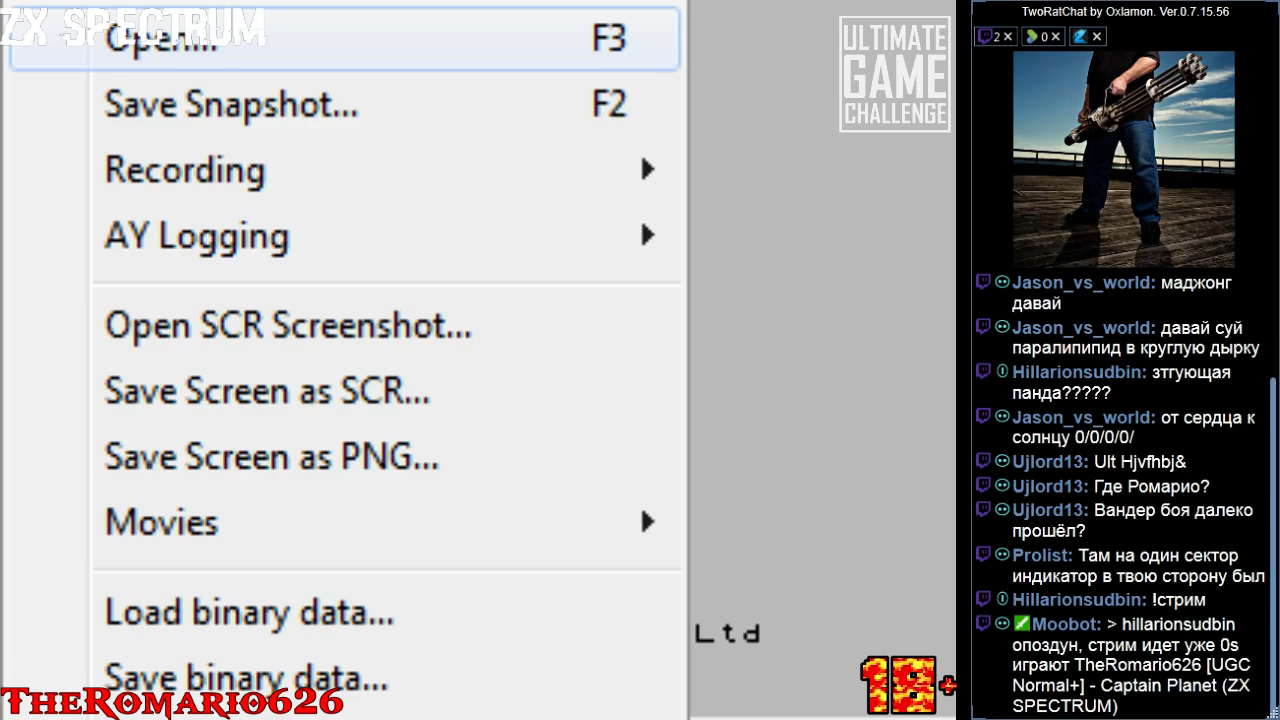 ZX SPECTRUM
Open... F3
Save Snapshot... F2
Recording
AY Logging
Open SCR Screenshot...
Save Screen as SCR...
Save Screen as PNG...
Movies
Load binary data...
Save binary data...
Ltd
THEROMARIO626
18+
ULTIMATE
GAME
CHALLENGE
TwoRatChat by Oxlamon. Ver.0.7.15.56
2 × 0 × ×
Jason_vs_world: маджонг
давай
Jason_vs_world: давай суй
паралипипид в круглую дырку
Hillarionsudbin: зтгующая
панда?????
Jason_vs_world: от сердца к
солнцу 0/0/0/0/
Ujlord13: Ult Hjvfhbj&
Ujlord13: Где Ромарио?
Ujlord13: Вандер боя далеко
прошёл?
Prolist: Там на один сектор
индикатор в твою сторону был
Hillarionsudbin: !стрим
Moobot: > hillarionsudbin
опоздун, стрим идет уже 0s
играют TheRomario626 [UGC
Normal+] - Captain Planet (ZX
SPECTRUM)